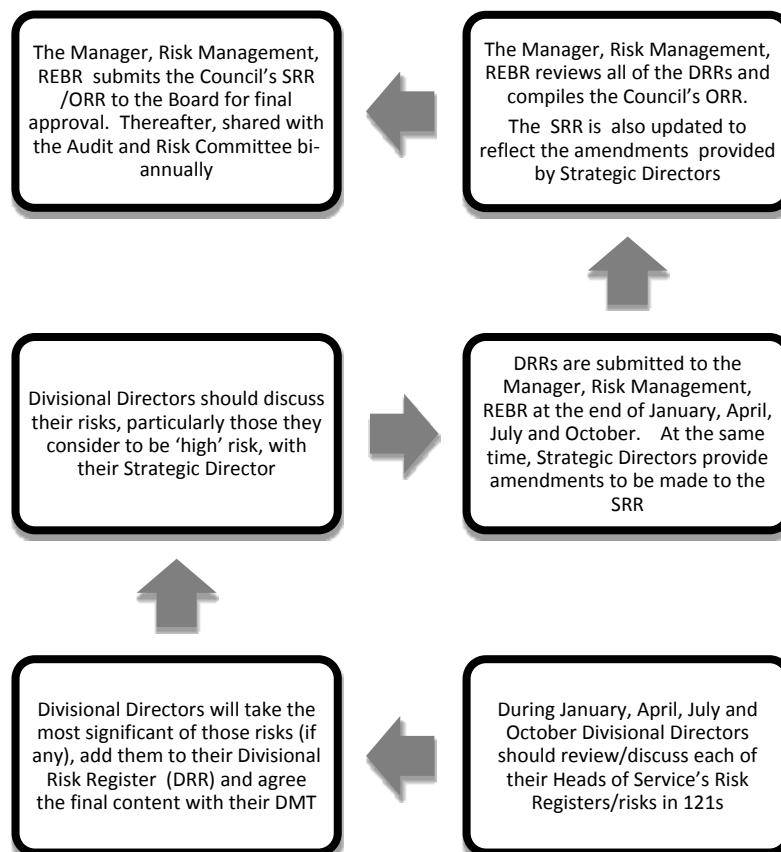 The Manager, Risk Management,
REBR submits the Council's SRR
/ORR to the Board for final
approval. Thereafter, shared with
the Audit and Risk Committee bi-
annually
The Manager, Risk Management,
REBR reviews all of the DRRs and
compiles the Council's ORR.
The SRR is also updated to
reflect the amendments provided
by Strategic Directors
Divisional Directors should discuss
their risks, particularly those they
consider to be 'high' risk, with
their Strategic Director
DRRs are submitted to the
Manager, Risk Management,
REBR at the end of January, April,
July and October. At the same
time, Strategic Directors provide
amendments to be made to the
SRR
Divisional Directors will take the
most significant of those risks (if
any), add them to their Divisional
Risk Register (DRR) and agree
the final content with their DMT
During January, April, July and
October Divisional Directors
should review/discuss each of
their Heads of Service's Risk
Registers/risks in 121s